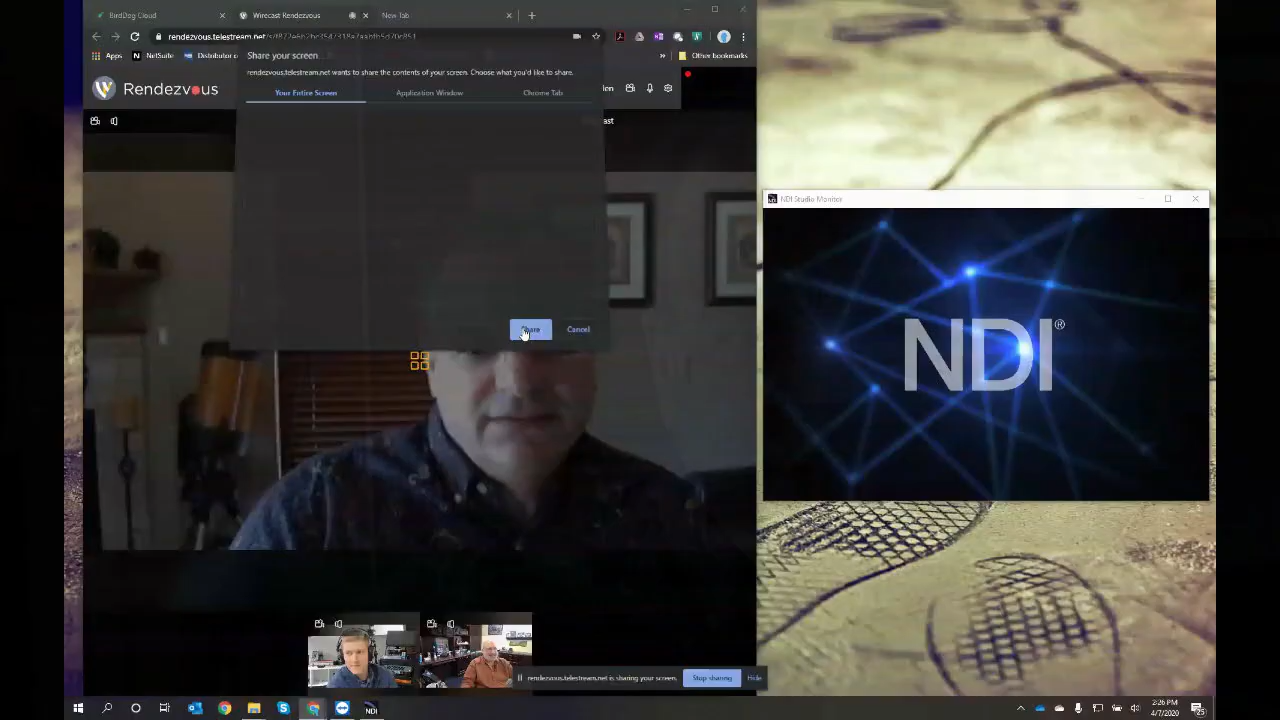 BirdDog Cloud
Wirecast Rendezvous
New Tab
Share your screen
Apps
NetSuite
Distributor
Other bookmarks
rendezvous.telestream.net wants to share the contents of your screen. Choose what you'd like to share.
Rendezvous
Your Entire Screen
Application Window
Chrome Tab
NDI Studio Monitor
NDI®
Share
Cancel
rendezvous.telestream.net is sharing your screen.
Stop sharing
Hide
NDI
2:26 PM
4/7/2020
25